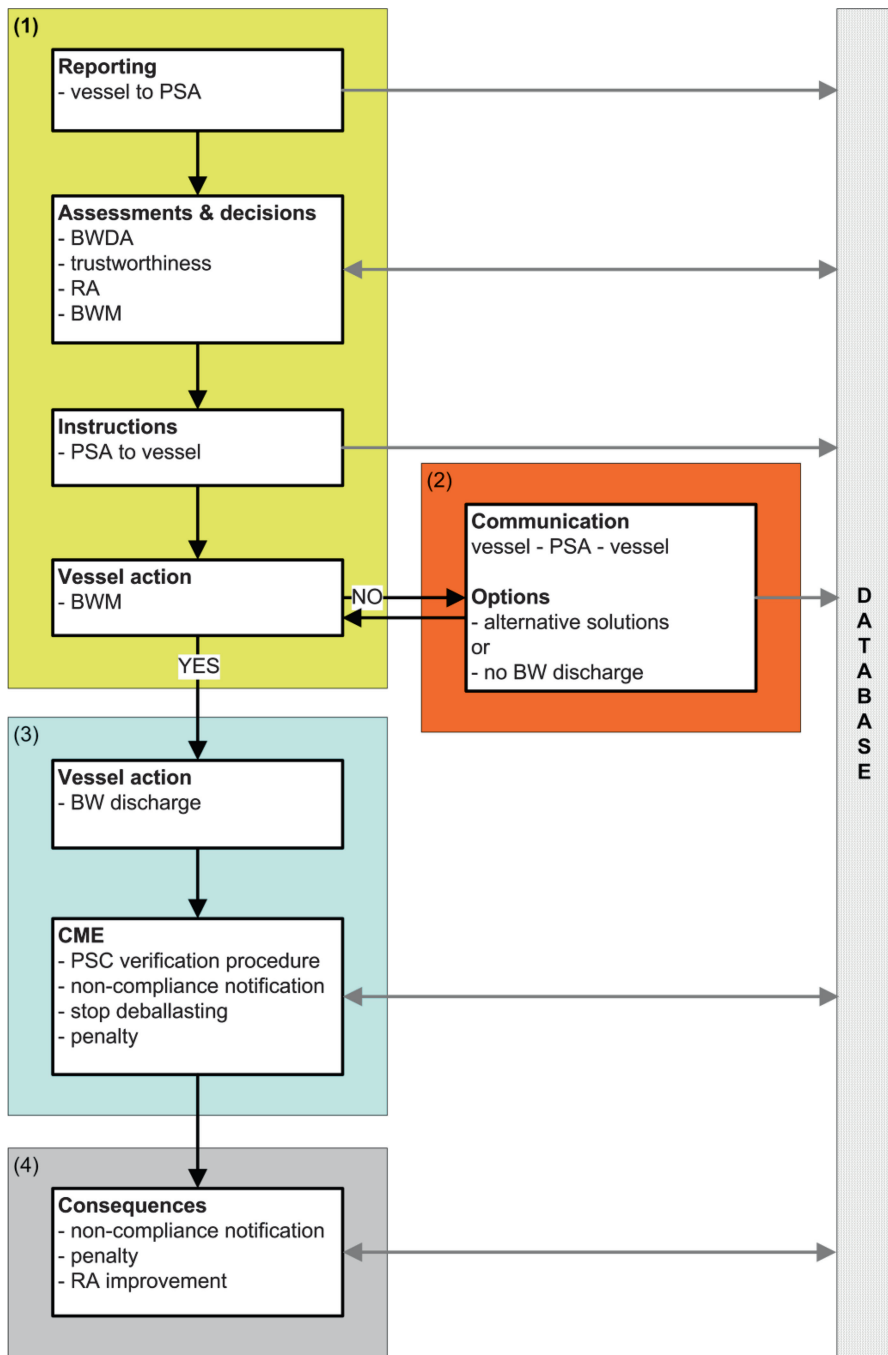 (1)
Reporting
- vessel to PSA
Assessments & decisions
- BWDA
- trustworthiness
- RA
- BWM
Instructions
- PSA to vessel
Vessel action
- BWM
NO
YES
(2)
Communication
vessel - PSA - vessel
Options
- alternative solutions
or
- no BW discharge
(3)
Vessel action
- BW discharge
CME
- PSC verification procedure
- non-compliance notification
- stop deballasting
- penalty
(4)
Consequences
- non-compliance notification
- penalty
- RA improvement
D
A
T
A
B
A
S
E